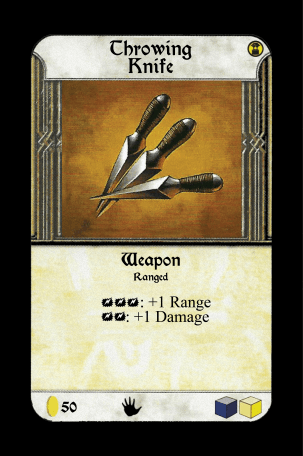 Throwing
Knife
Weapon
Ranged
: +1 Range
: +1 Damage
50